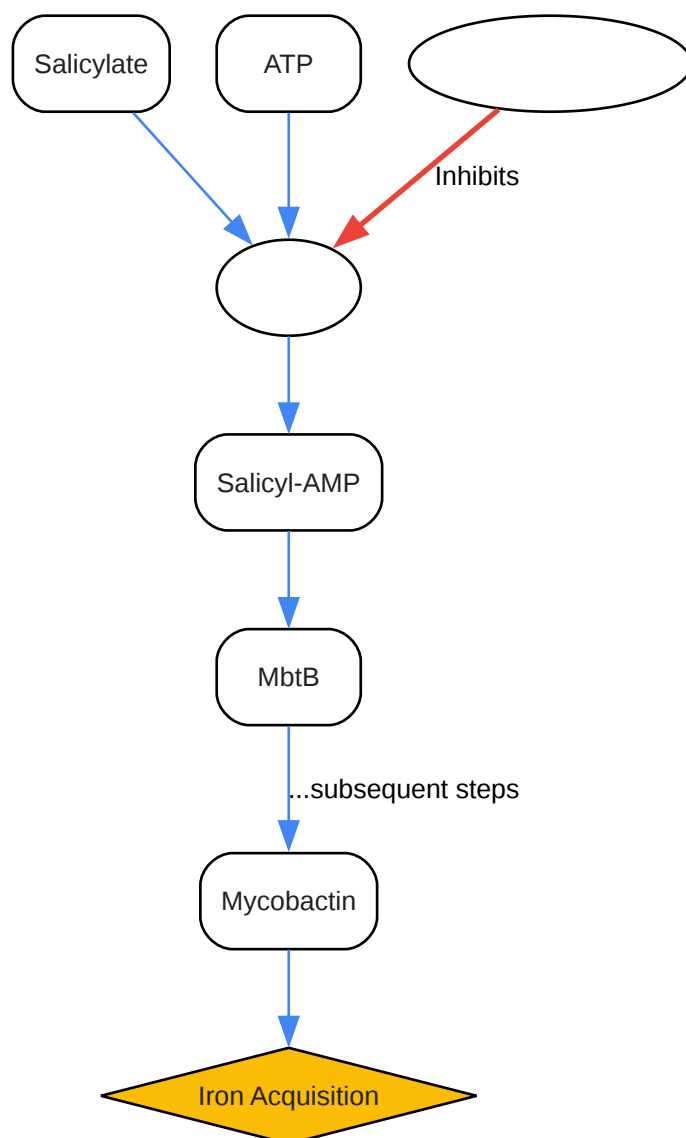 Salicylate
ATP
Inhibits
Salicyl-AMP
MbtB
...subsequent steps
Mycobactin
Iron Acquisition